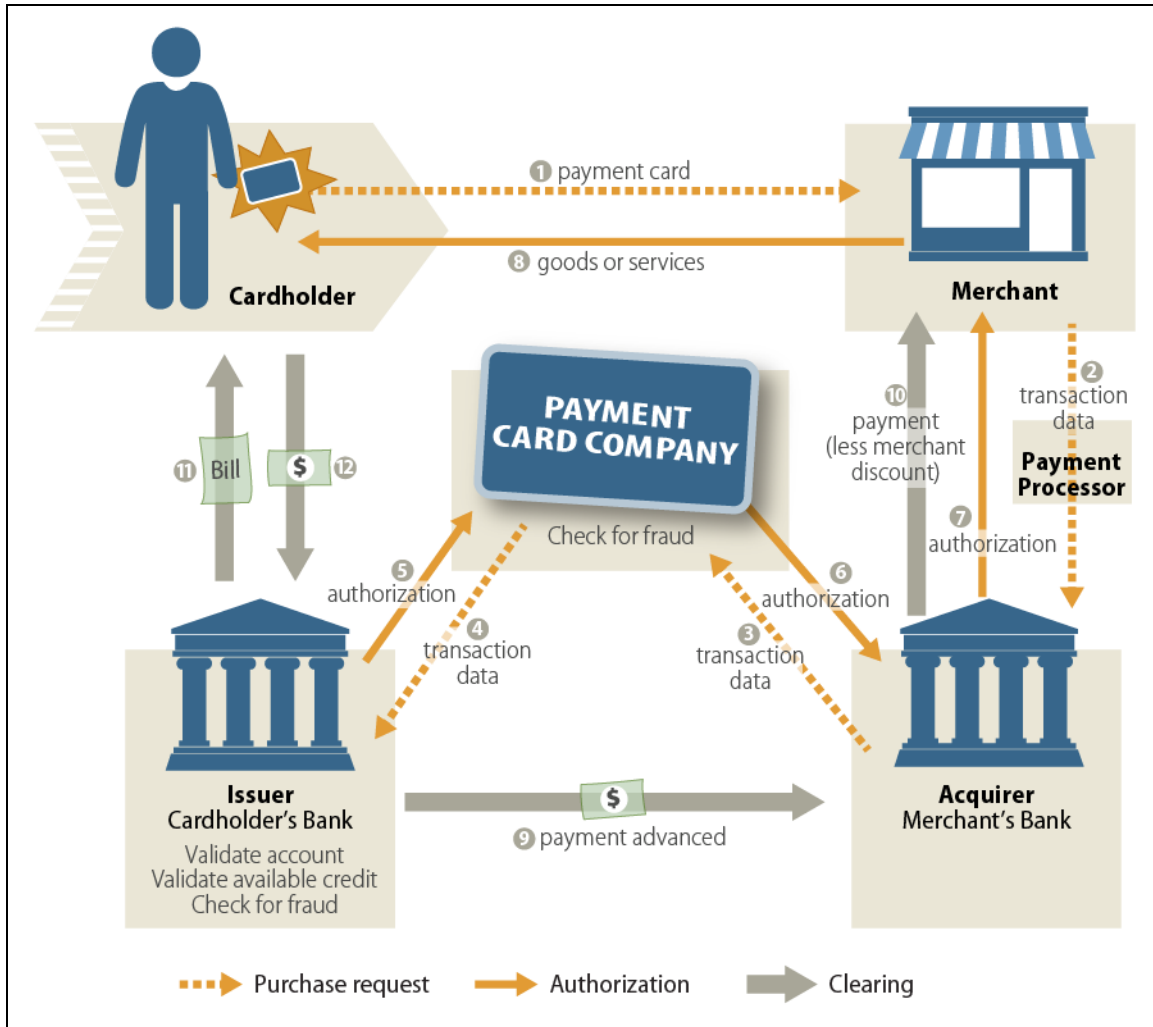 1 payment card
8 goods or services
Cardholder
Merchant
PAYMENT
CARD COMPANY
Check for fraud
2
transaction
data
Payment
Processor
10
payment
(less merchant
discount)
7
authorization
11 Bill $ 12
5
authorization
4
transaction
data
6
authorization
3
transaction
data
Issuer
Cardholder's Bank
Validate account
Validate available credit
Check for fraud
$
9 payment advanced
Acquirer
Merchant's Bank
Purchase request Authorization Clearing